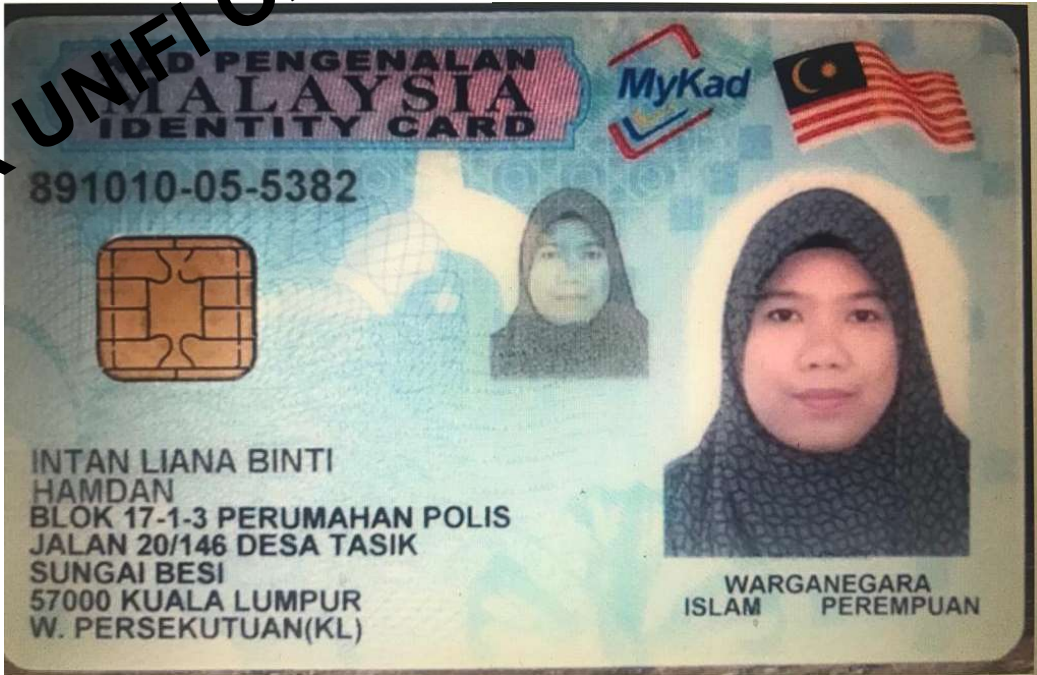 UNIFI
KAD PENGENALAN
MALAYSIA
IDENTITY CARD
MyKad
891010-05-5382
INTAN LIANA BINTI
HAMDAN
BLOK 17-1-3 PERUMAHAN POLIS
JALAN 20/146 DESA TASIK
SUNGAI BESI
57000 KUALA LUMPUR
W. PERSEKUTUAN(KL)
WARGANEGARA
ISLAM PEREMPUAN